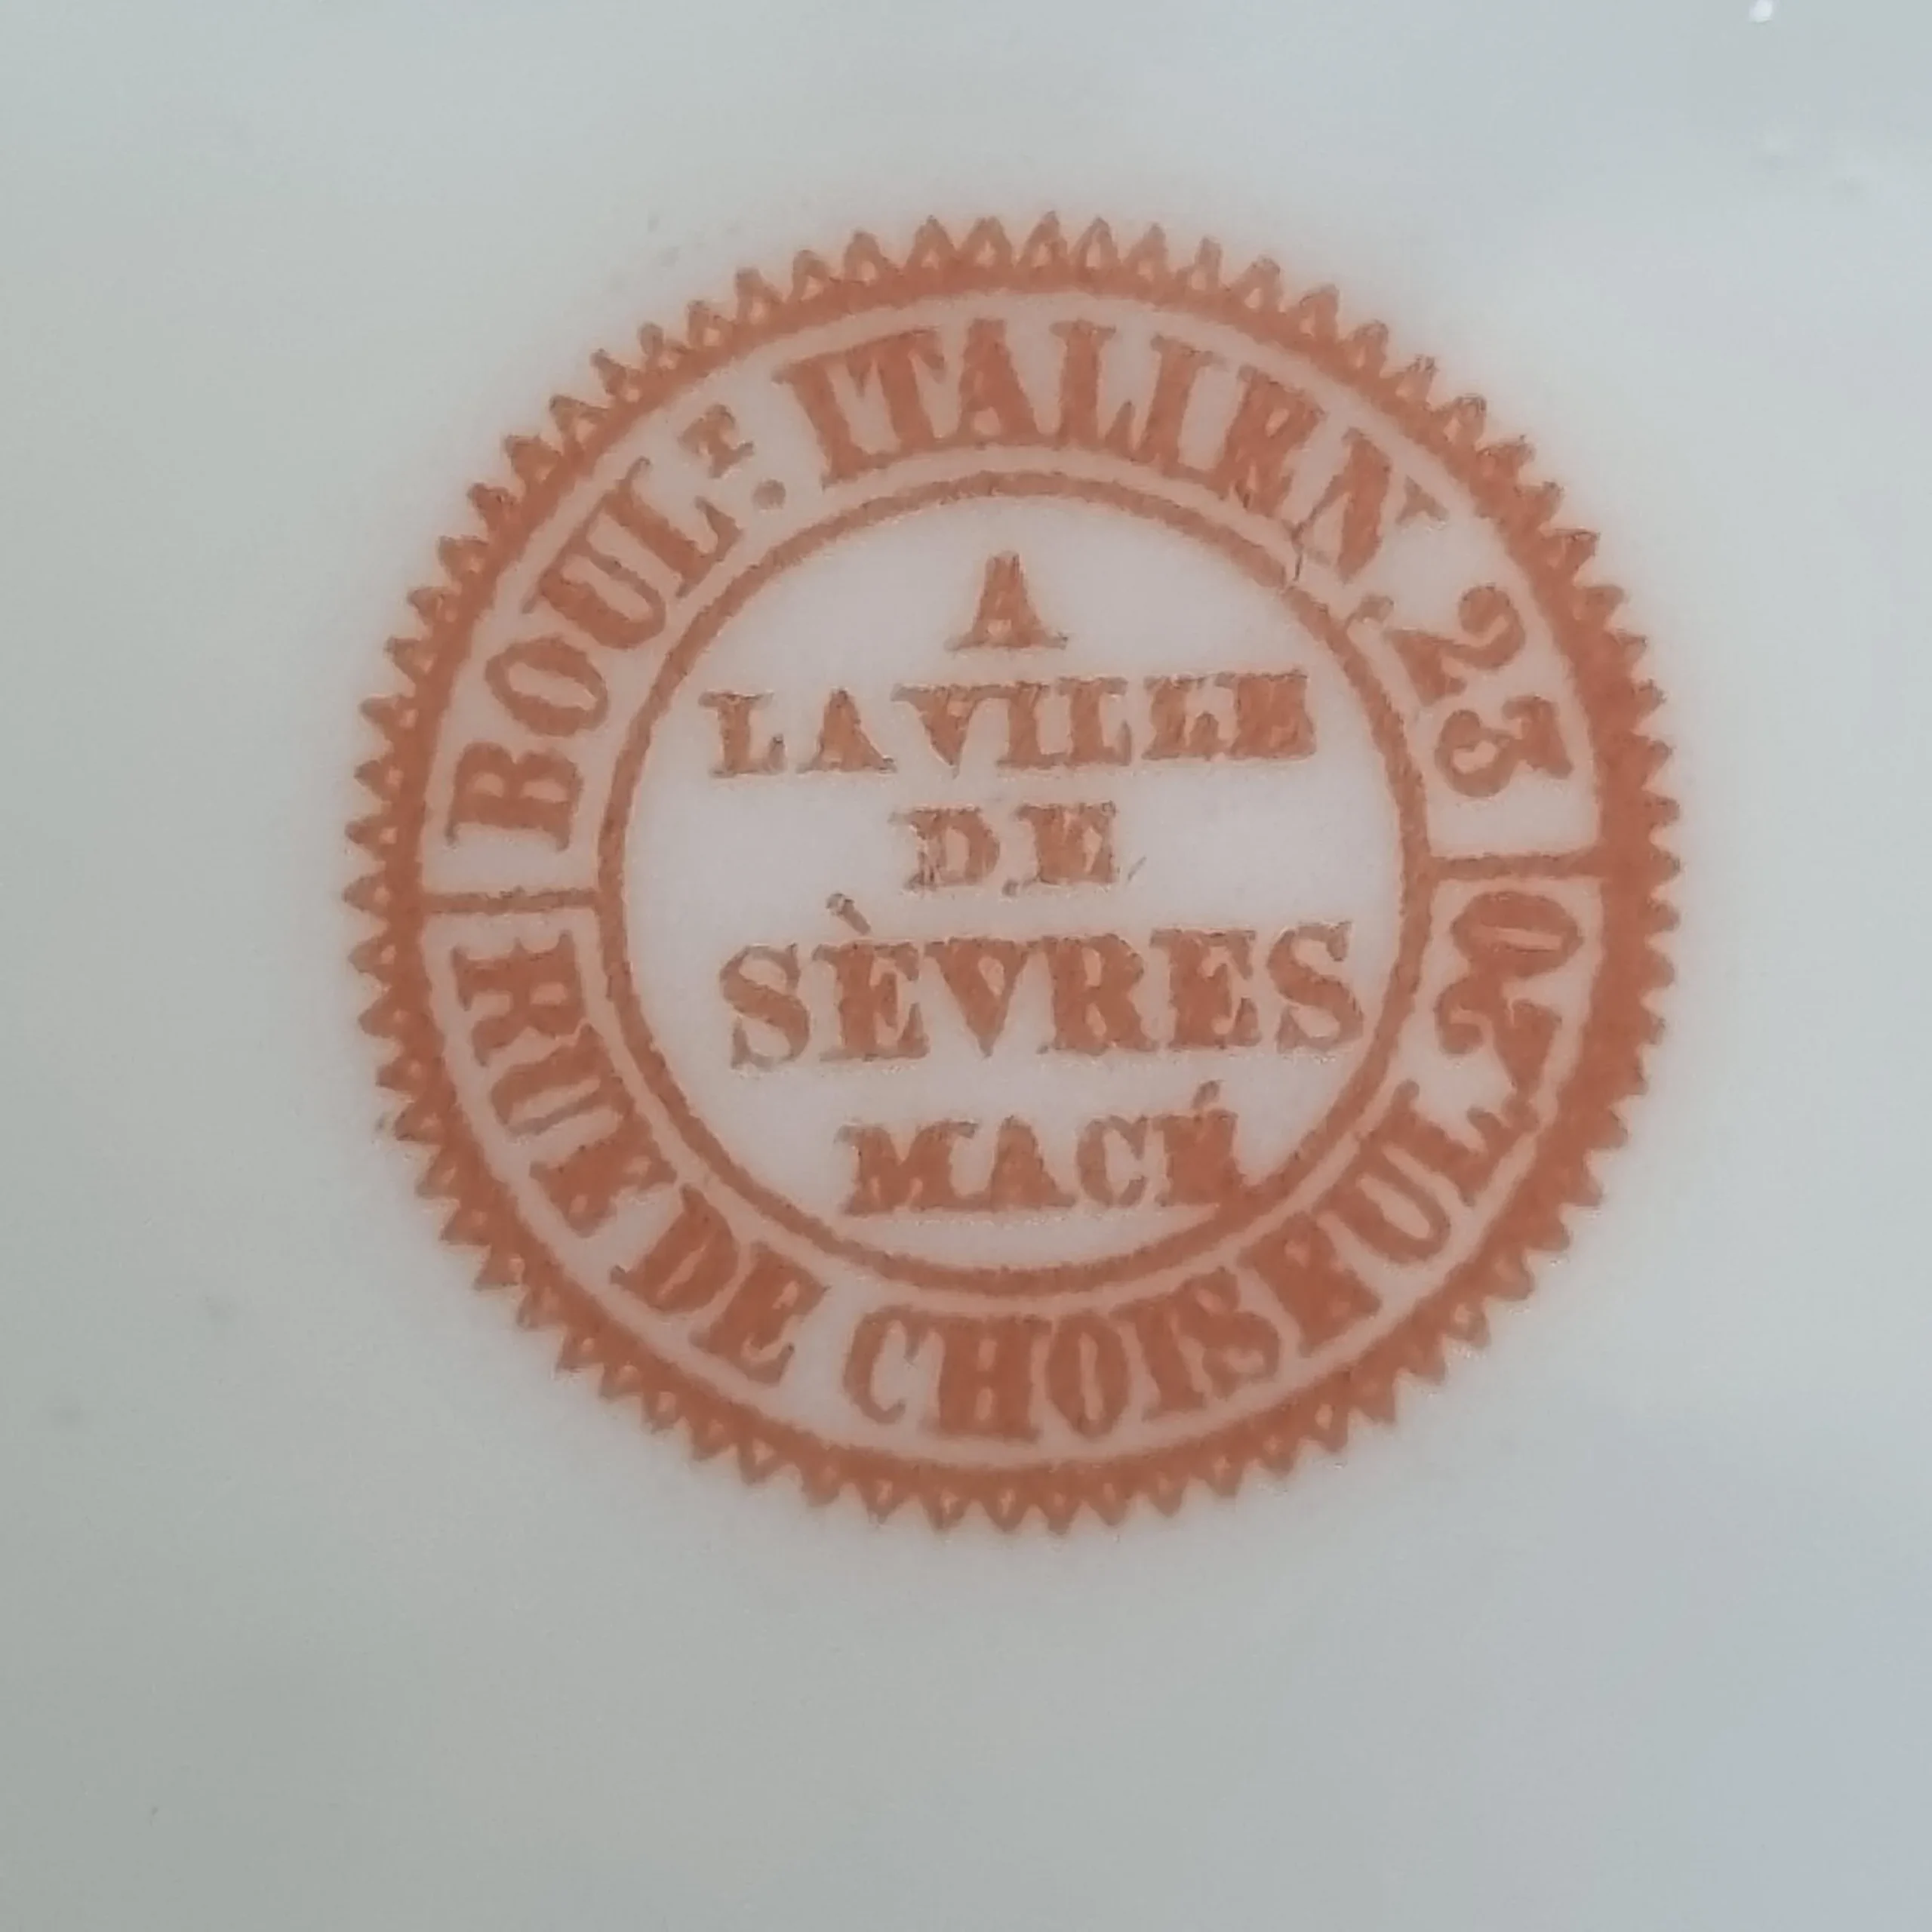 BOUL.T ITALIEN, 23
A
LA VILLE
DE
SÈVRES
MACÉ
RUE DE CHOISEUL, 20